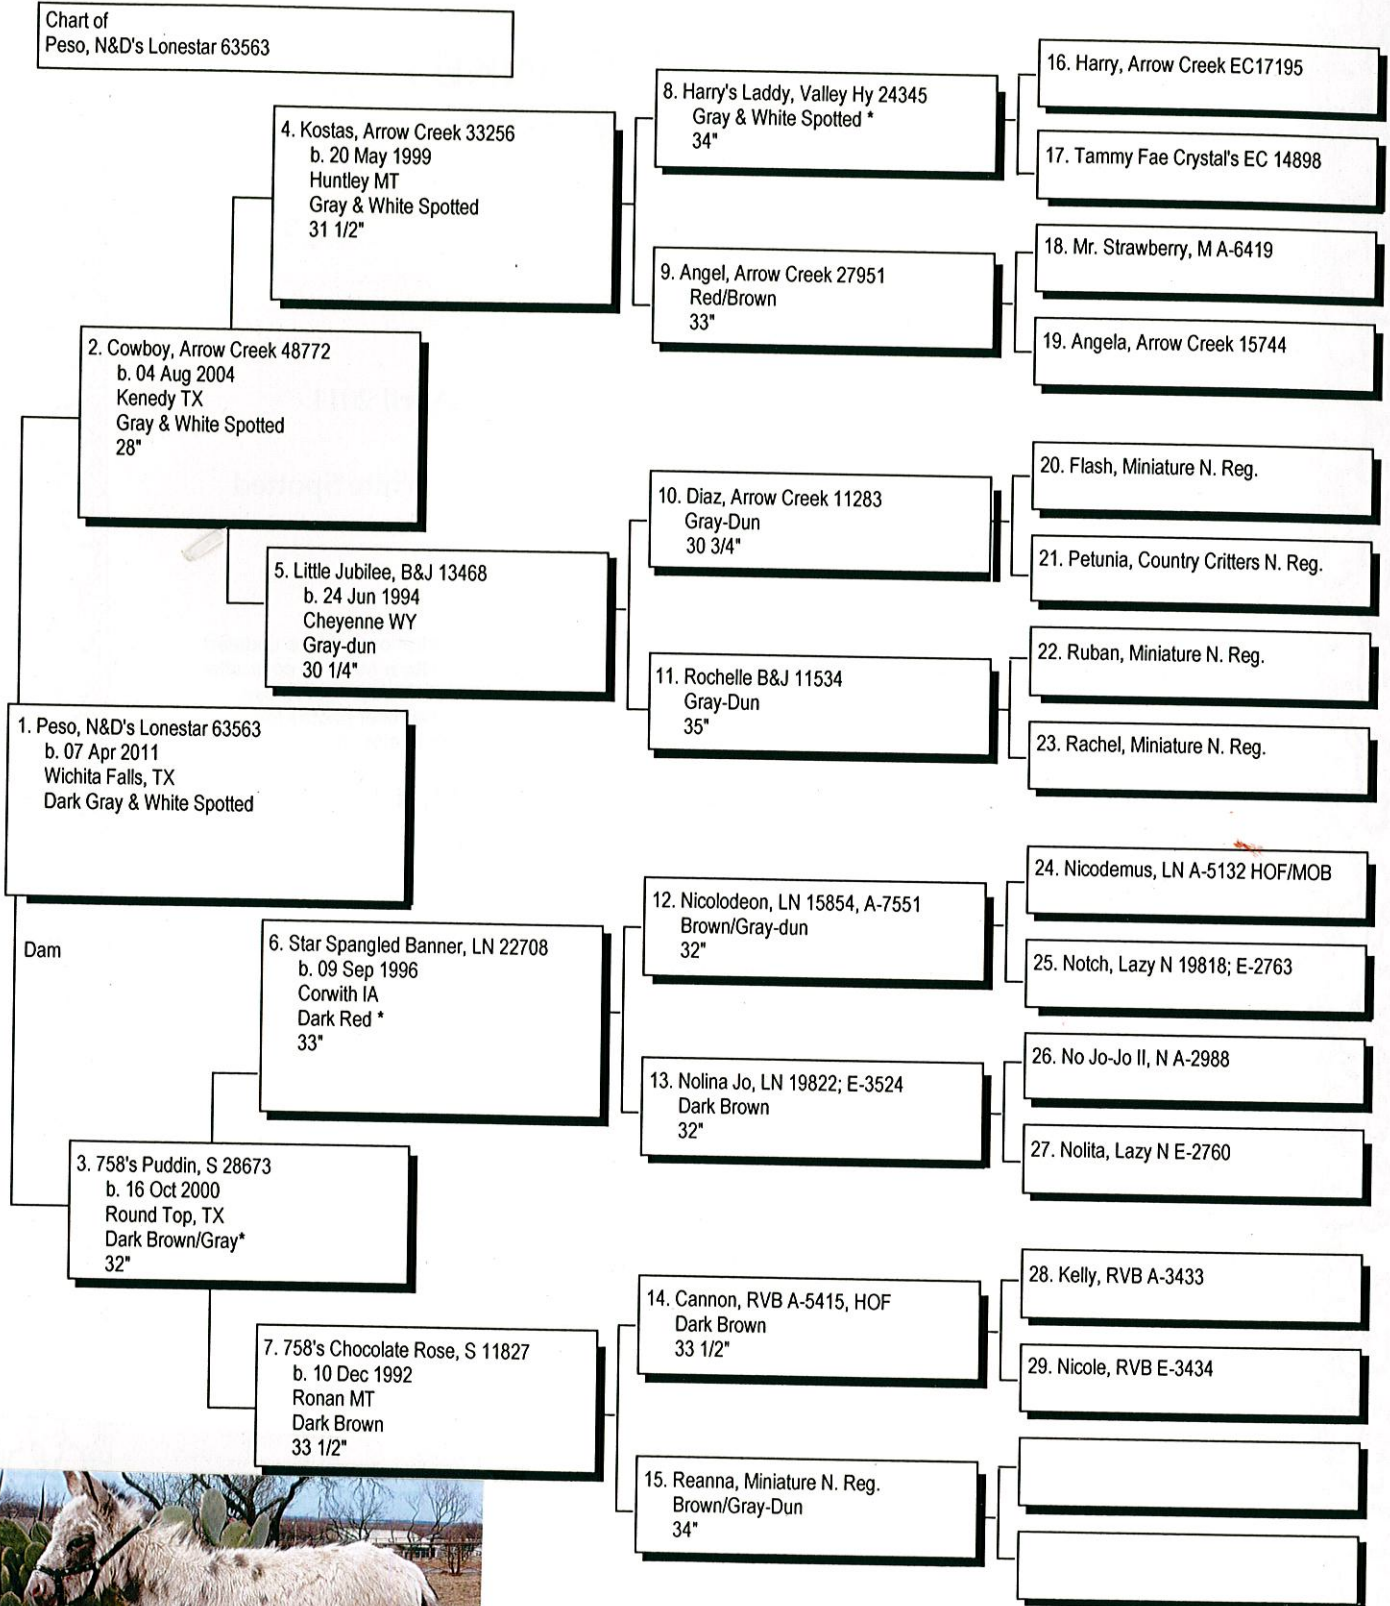 Chart of
Peso, N&D's Lonestar 63563
1. Peso, N&D's Lonestar 63563
b. 07 Apr 2011
Wichita Falls, TX
Dark Gray & White Spotted
Dam
2. Cowboy, Arrow Creek 48772
b. 04 Aug 2004
Kenedy TX
Gray & White Spotted
28"
3. 758's Puddin, S 28673
b. 16 Oct 2000
Round Top, TX
Dark Brown/Gray*
32"
4. Kostas, Arrow Creek 33256
b. 20 May 1999
Huntley MT
Gray & White Spotted
31 1/2"
5. Little Jubilee, B&J 13468
b. 24 Jun 1994
Cheyenne WY
Gray-dun
30 1/4"
6. Star Spangled Banner, LN 22708
b. 09 Sep 1996
Corwith IA
Dark Red *
33"
7. 758's Chocolate Rose, S 11827
b. 10 Dec 1992
Ronan MT
Dark Brown
33 1/2"
8. Harry's Laddy, Valley Hy 24345
Gray & White Spotted *
34"
9. Angel, Arrow Creek 27951
Red/Brown
33"
10. Diaz, Arrow Creek 11283
Gray-Dun
30 3/4"
11. Rochelle B&J 11534
Gray-Dun
35"
12. Nicolodeon, LN 15854, A-7551
Brown/Gray-dun
32"
13. Nolina Jo, LN 19822; E-3524
Dark Brown
32"
14. Cannon, RVB A-5415, HOF
Dark Brown
33 1/2"
15. Reanna, Miniature N. Reg.
Brown/Gray-Dun
34"
16. Harry, Arrow Creek EC17195
17. Tammy Fae Crystal's EC 14898
18. Mr. Strawberry, M A-6419
19. Angela, Arrow Creek 15744
20. Flash, Miniature N. Reg.
21. Petunia, Country Critters N. Reg.
22. Ruban, Miniature N. Reg.
23. Rachel, Miniature N. Reg.
24. Nicodemus, LN A-5132 HOF/MOB
25. Notch, Lazy N 19818; E-2763
26. No Jo-Jo II, N A-2988
27. Nolita, Lazy N E-2760
28. Kelly, RVB A-3433
29. Nicole, RVB E-3434